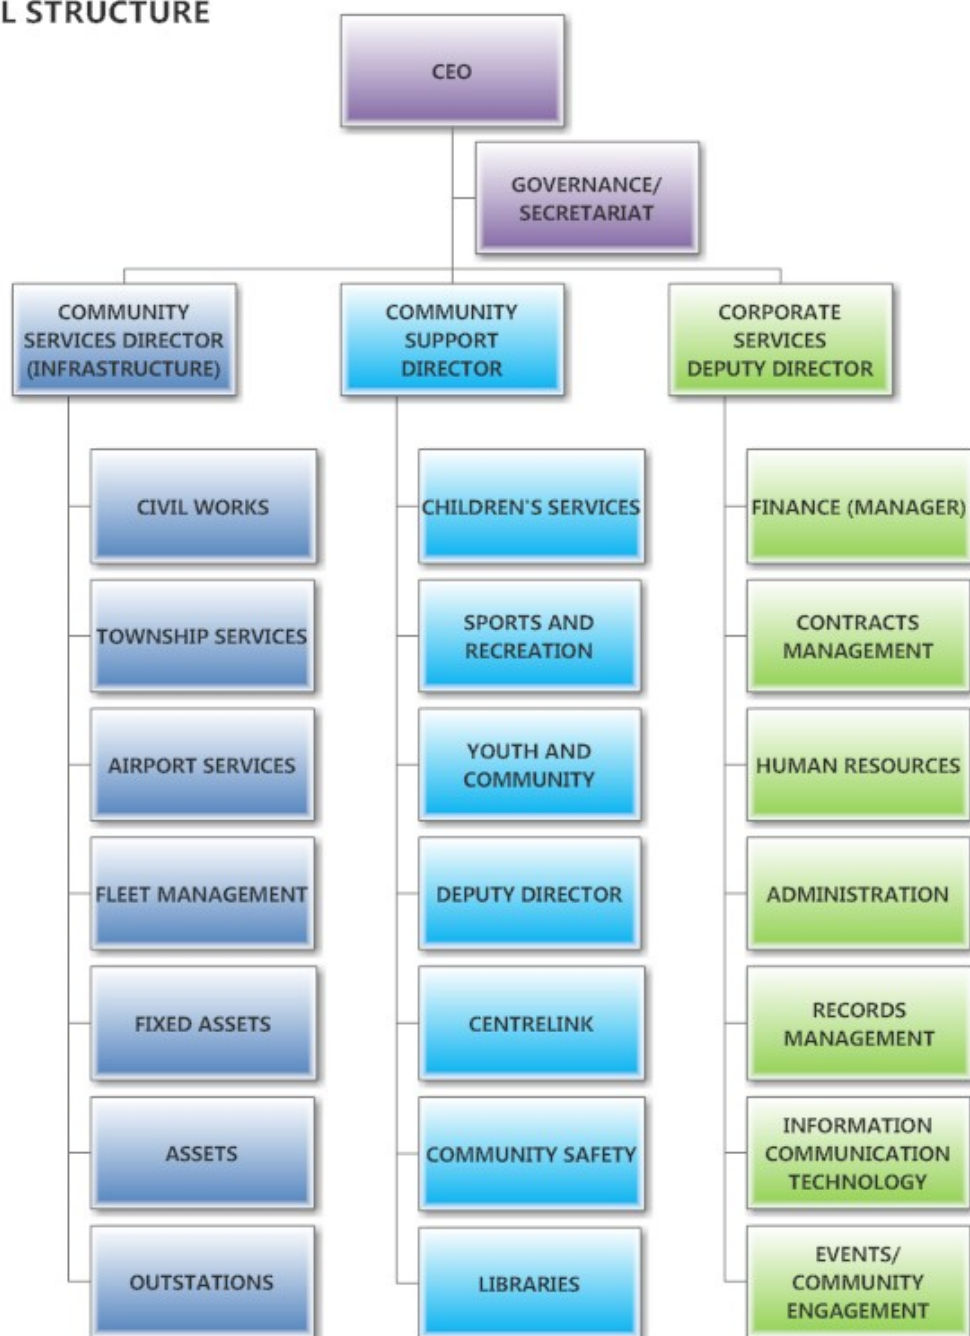 L STRUCTURE
CEO
GOVERNANCE/
SECRETARIAT
COMMUNITY
SERVICES DIRECTOR
(INFRASTRUCTURE)
COMMUNITY
SUPPORT
DIRECTOR
CORPORATE
SERVICES
DEPUTY DIRECTOR
CIVIL WORKS
TOWNSHIP SERVICES
AIRPORT SERVICES
FLEET MANAGEMENT
FIXED ASSETS
ASSETS
OUTSTATIONS
CHILDREN'S SERVICES
SPORTS AND
RECREATION
YOUTH AND
COMMUNITY
DEPUTY DIRECTOR
CENTRELINK
COMMUNITY SAFETY
LIBRARIES
FINANCE (MANAGER)
CONTRACTS
MANAGEMENT
HUMAN RESOURCES
ADMINISTRATION
RECORDS
MANAGEMENT
INFORMATION
COMMUNICATION
TECHNOLOGY
EVENTS/
COMMUNITY
ENGAGEMENT